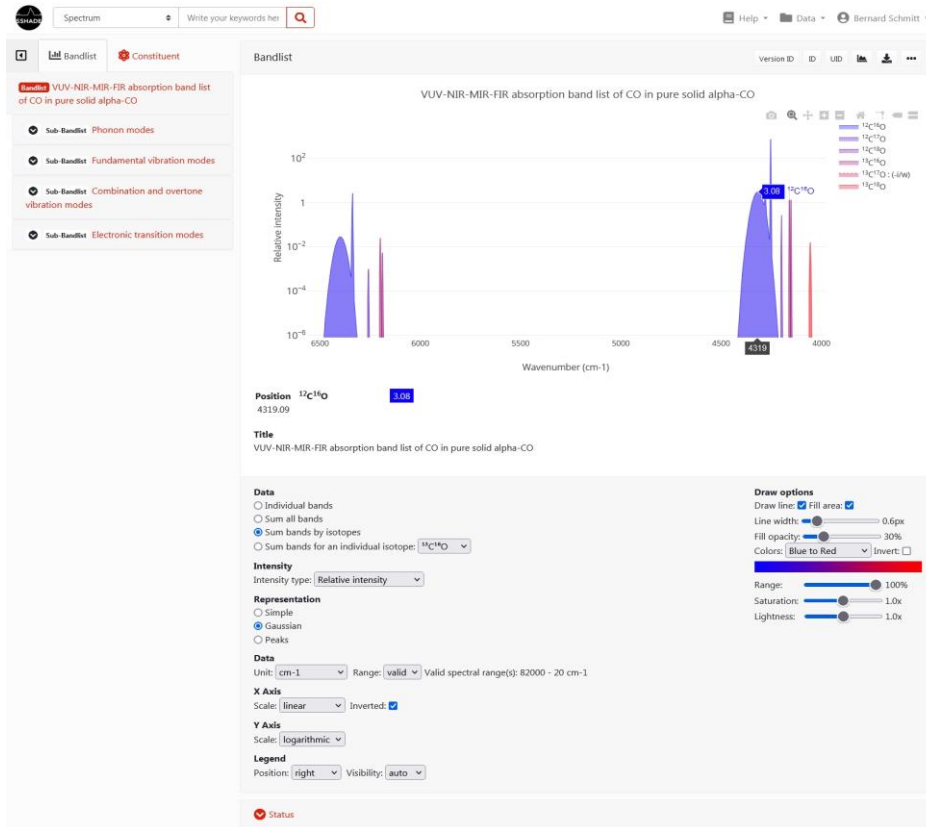 SSHADE
Spectrum
Write your keywords her
Help
Data
Bernard Schmitt
Bandlist
Constituent
Bandlist VUV-NIR-MIR-FIR absorption band list
of CO in pure solid alpha-CO
Sub-Bandlist Phonon modes
Sub-Bandlist Fundamental vibration modes
Sub-Bandlist Combination and overtone
vibration modes
Sub-Bandlist Electronic transition modes
Bandlist
Version ID ID UID
VUV-NIR-MIR-FIR absorption band list of CO in pure solid alpha-CO
¹²C¹⁶O
¹²C¹⁷O
¹²C¹⁸O
¹³C¹⁶O
¹³C¹⁷O : (-i/w)
¹³C¹⁸O
3.08 ¹²C¹⁶O
Relative intensity
10²
1
10⁻²
10⁻⁴
10⁻⁶
6500 6000 5500 5000 4500 4319 4000
Wavenumber (cm-1)
Position ¹²C¹⁶O 3.08
4319.09
Title
VUV-NIR-MIR-FIR absorption band list of CO in pure solid alpha-CO
Data
Individual bands
Sum all bands
Sum bands by isotopes
Sum bands for an individual isotope:
Intensity
Intensity type: Relative intensity
Representation
Simple
Gaussian
Peaks
Data
Unit: cm-1 Range: valid Valid spectral range(s): 82000 - 20 cm-1
X Axis
Scale: linear Inverted:
Y Axis
Scale: logarithmic
Legend
Position: right Visibility: auto
Draw options
Draw line: Fill area:
Line width: 0.6px
Fill opacity: 30%
Colors: Blue to Red Invert:
Range: 100%
Saturation: 1.0x
Lightness: 1.0x
Status